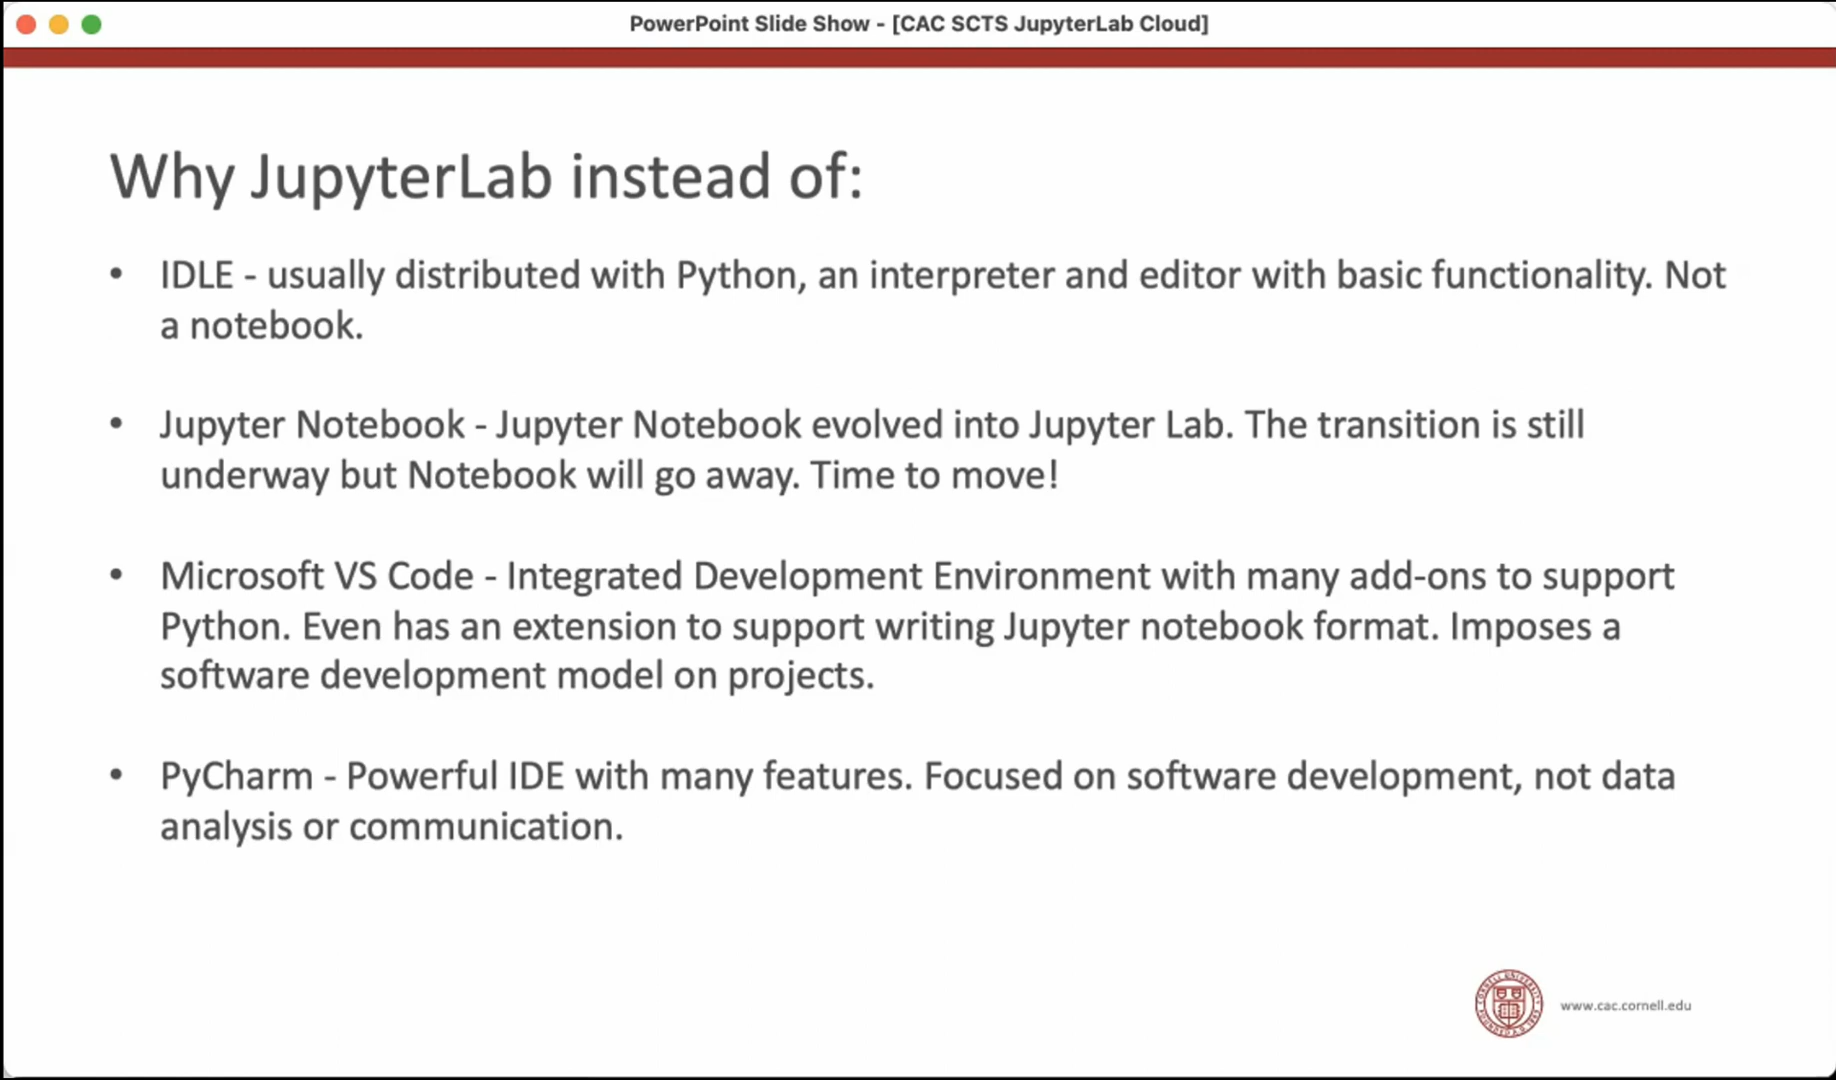 PowerPoint Slide Show - [CAC SCTS JupyterLab Cloud]
Why JupyterLab instead of:
• IDLE - usually distributed with Python, an interpreter and editor with basic functionality. Not
a notebook.
• Jupyter Notebook - Jupyter Notebook evolved into Jupyter Lab. The transition is still
underway but Notebook will go away. Time to move!
• Microsoft VS Code - Integrated Development Environment with many add-ons to support
Python. Even has an extension to support writing Jupyter notebook format. Imposes a
software development model on projects.
• PyCharm - Powerful IDE with many features. Focused on software development, not data
analysis or communication.
www.cac.cornell.edu